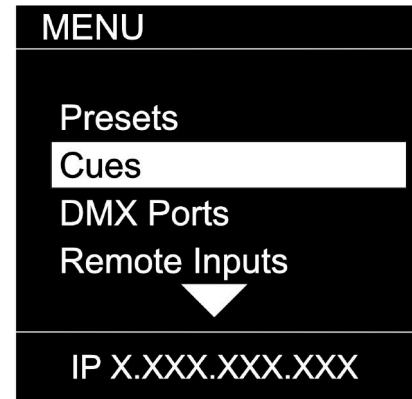 MENU
Presets
Cues
DMX Ports
Remote Inputs
IP X.XXX.XXX.XXX